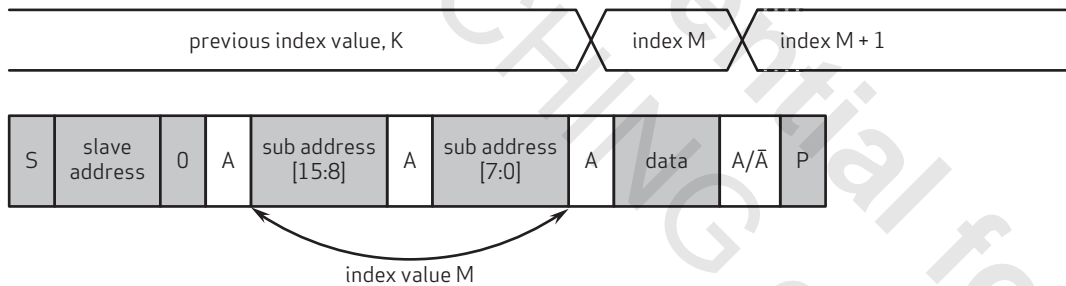 previous index value, K
index M
index M + 1
S
slave
address
0
A
sub address
[15:8]
A
sub address
[7:0]
A
data
A/Ā
P
index value M